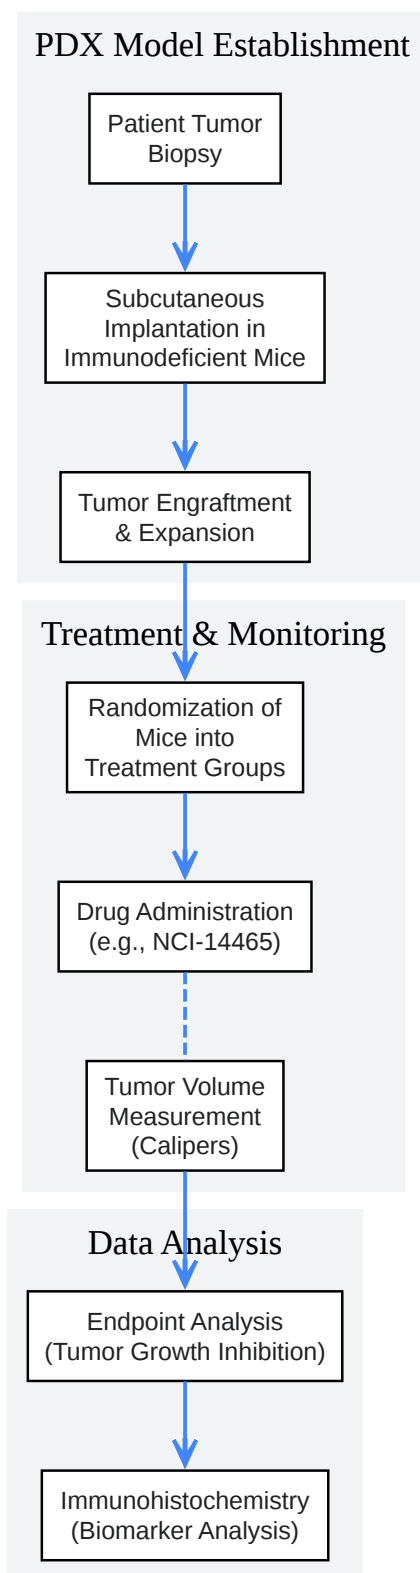 PDX Model Establishment
Patient Tumor
Biopsy
Subcutaneous
Implantation in
Immunodeficient Mice
Tumor Engraftment
& Expansion
Treatment & Monitoring
Randomization of
Mice into
Treatment Groups
Drug Administration
(e.g., NCI-14465)
Tumor Volume
Measurement
(Calipers)
Data Analysis
Endpoint Analysis
(Tumor Growth Inhibition)
Immunohistochemistry
(Biomarker Analysis)